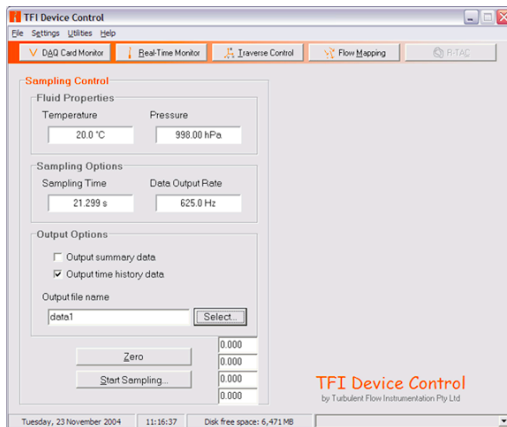 TFI Device Control
File Settings Utilities Help
DAQ Card Monitor Real-Time Monitor Traverse Control Flow Mapping R-TAC
Sampling Control
Fluid Properties
Temperature Pressure
20.0 °C 998.00 hPa
Sampling Options
Sampling Time Data Output Rate
21.299 s 625.0 Hz
Output Options
Output summary data
Output time history data
Output file name
data1 Select...
0.000
Zero 0.000
Start Sampling... 0.000
0.000
TFI Device Control
by Turbulent Flow Instrumentation Pty Ltd
Tuesday, 23 November 2004 11:16:37 Disk free space: 6,471 MB